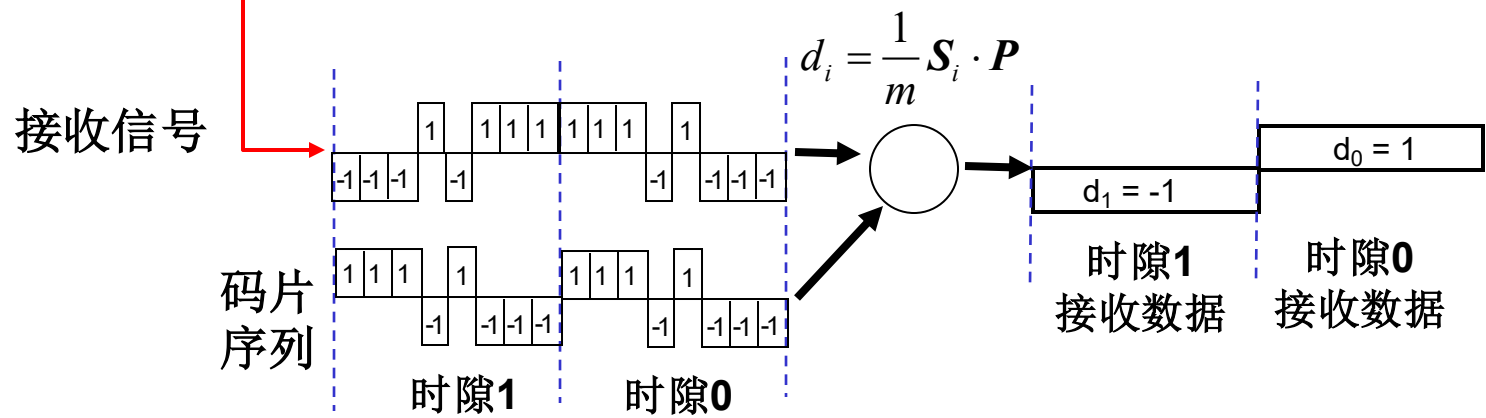 d_i = 1/m S_i · P
接收信号
1 1 1 1 1 1 1 1
-1 -1 -1 -1 -1 -1 -1 -1
d₀ = 1
d₁ = -1
码片
序列
1 1 1 1 1 1 1 1
-1 -1 -1 -1 -1 -1 -1 -1
时隙1
接收数据
时隙0
接收数据
时隙1
时隙0